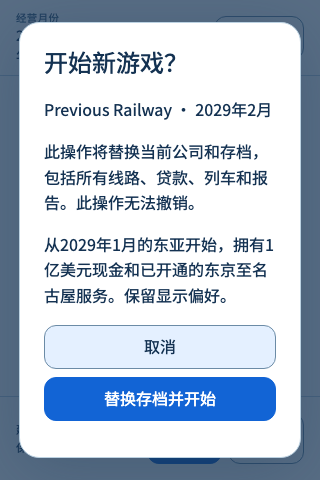 经营月份
开始新游戏？
Previous Railway · 2029年2月
此操作将替换当前公司和存档，
包括所有线路、贷款、列车和报
告。此操作无法撤销。
从2029年1月的东亚开始，拥有1
亿美元现金和已开通的东京至名
古屋服务。保留显示偏好。
取消
替换存档并开始